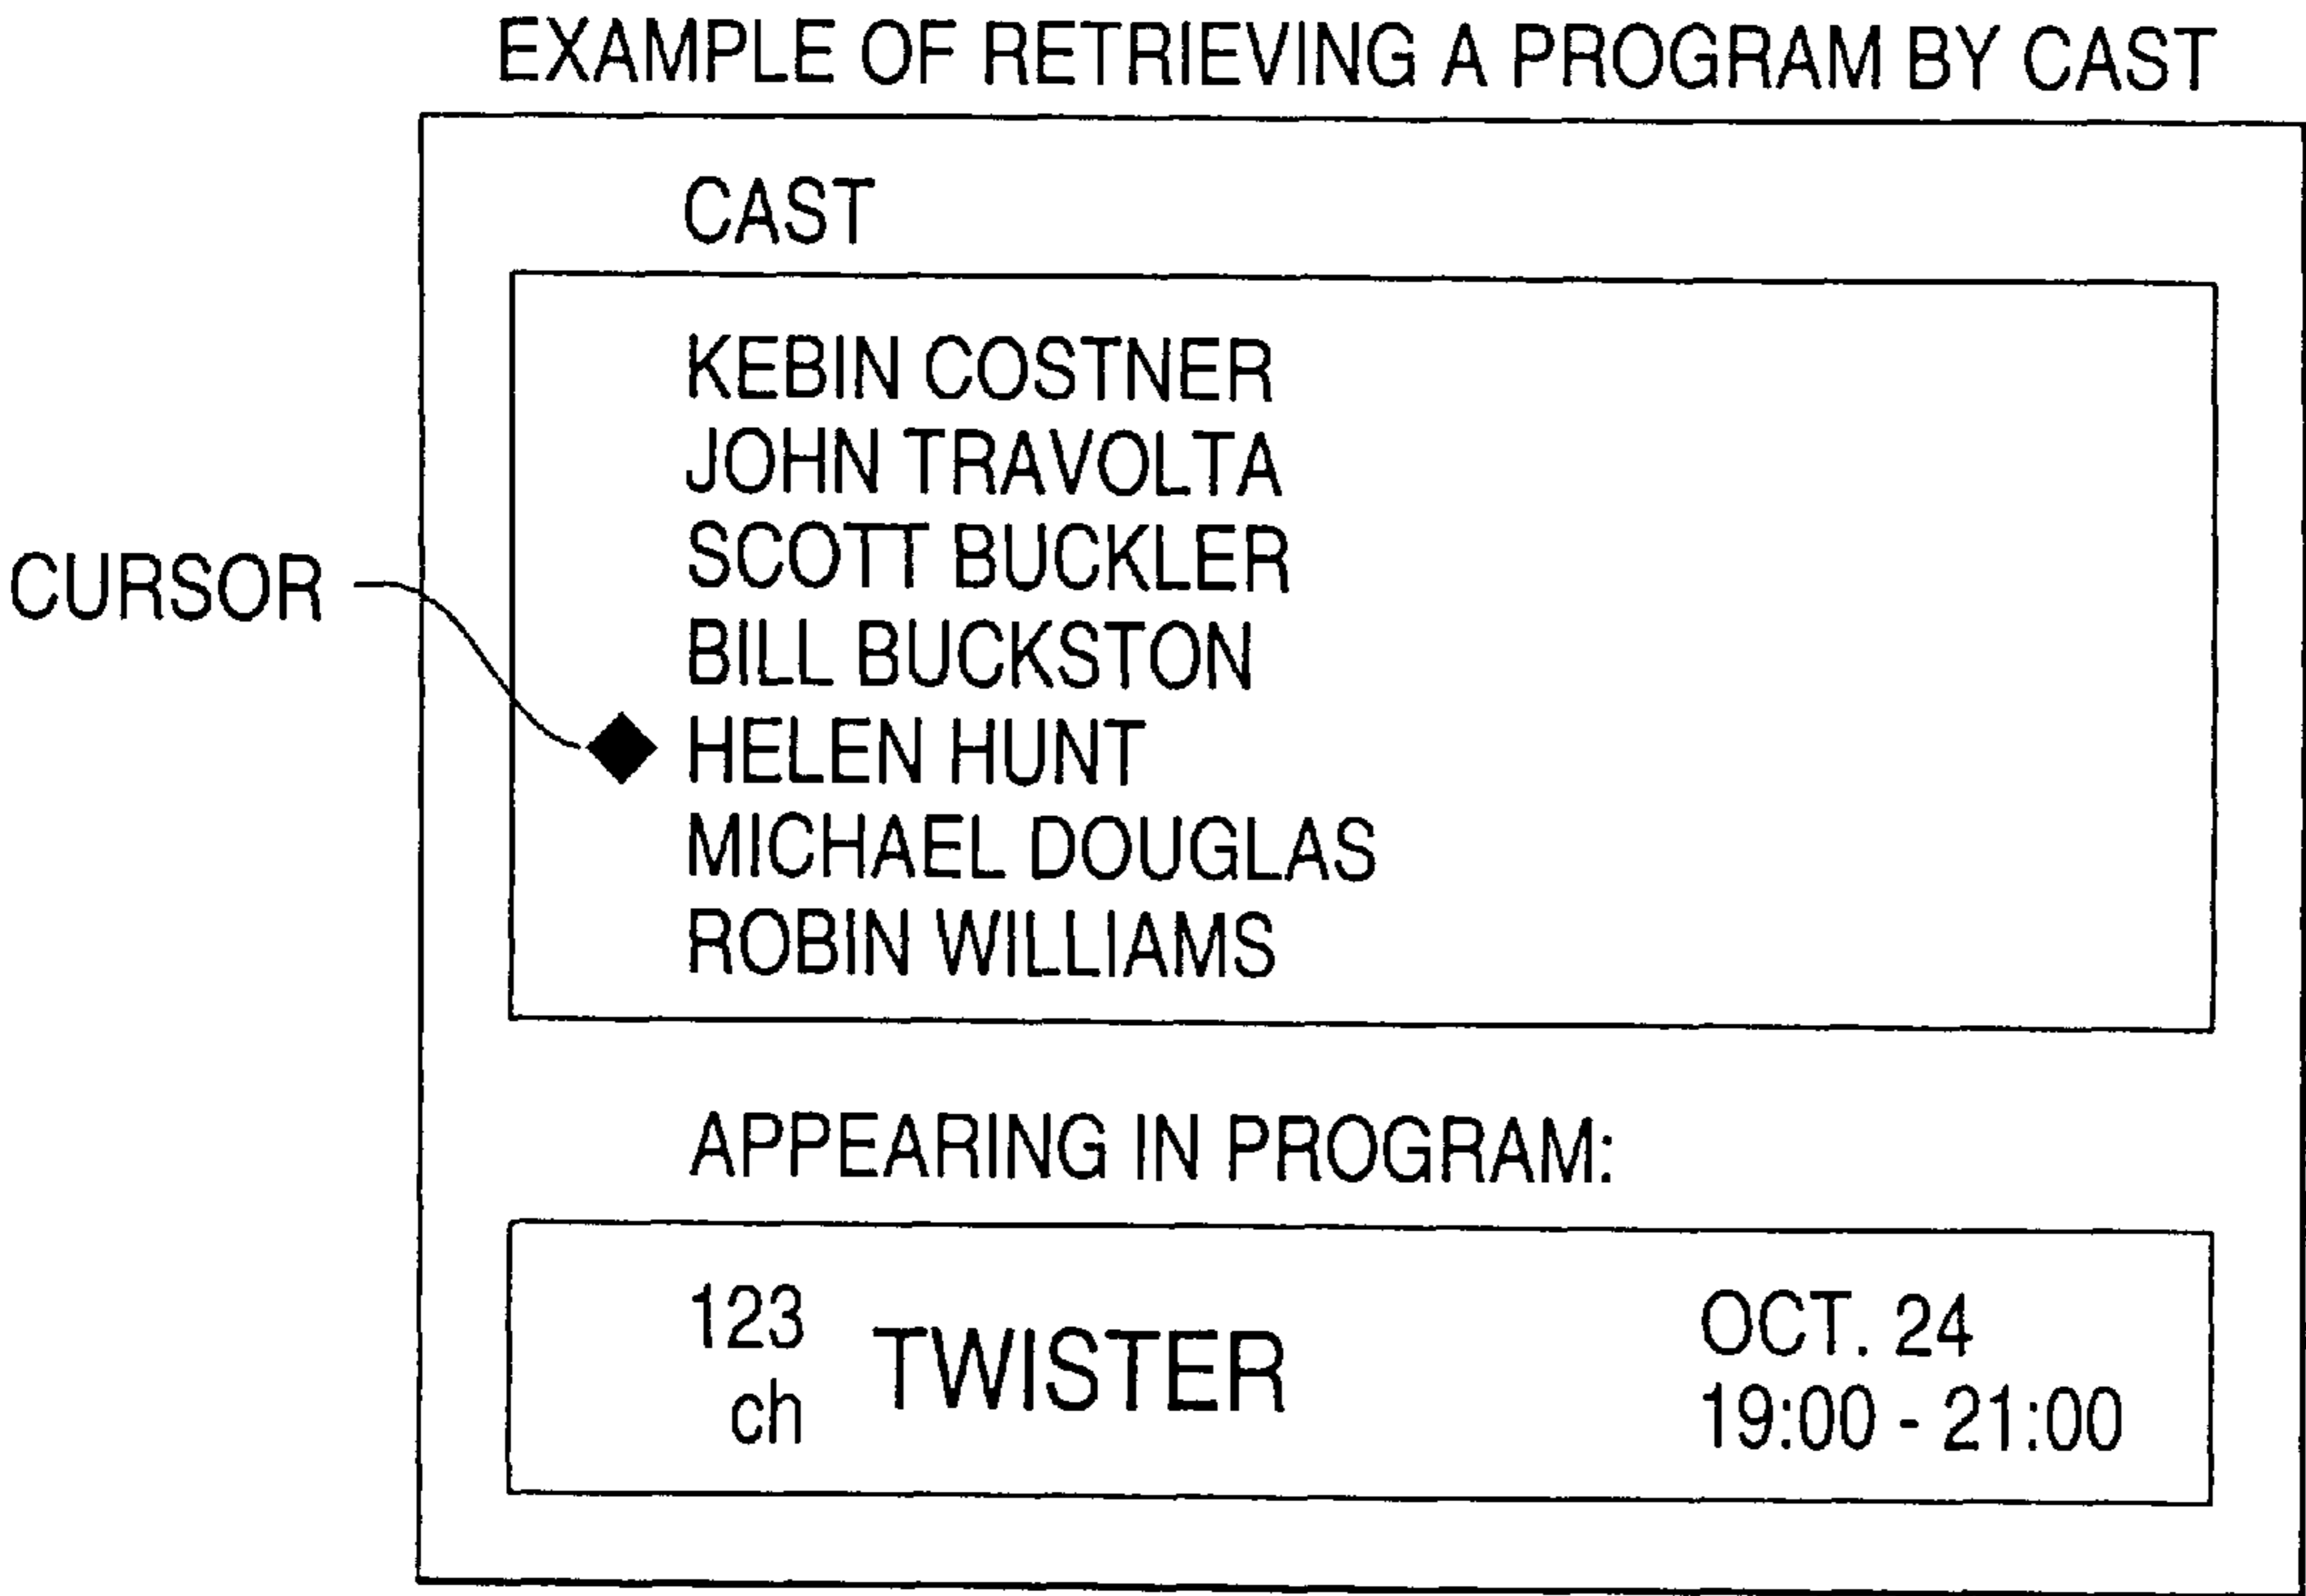 EXAMPLE OF RETRIEVING A PROGRAM BY CAST
CAST
KEBIN COSTNER
JOHN TRAVOLTA
SCOTT BUCKLER
CURSOR
BILL BUCKSTON
HELEN HUNT
MICHAEL DOUGLAS
ROBIN WILLIAMS
APPEARING IN PROGRAM:
123 ch
TWISTER
OCT. 24
19:00 - 21:00